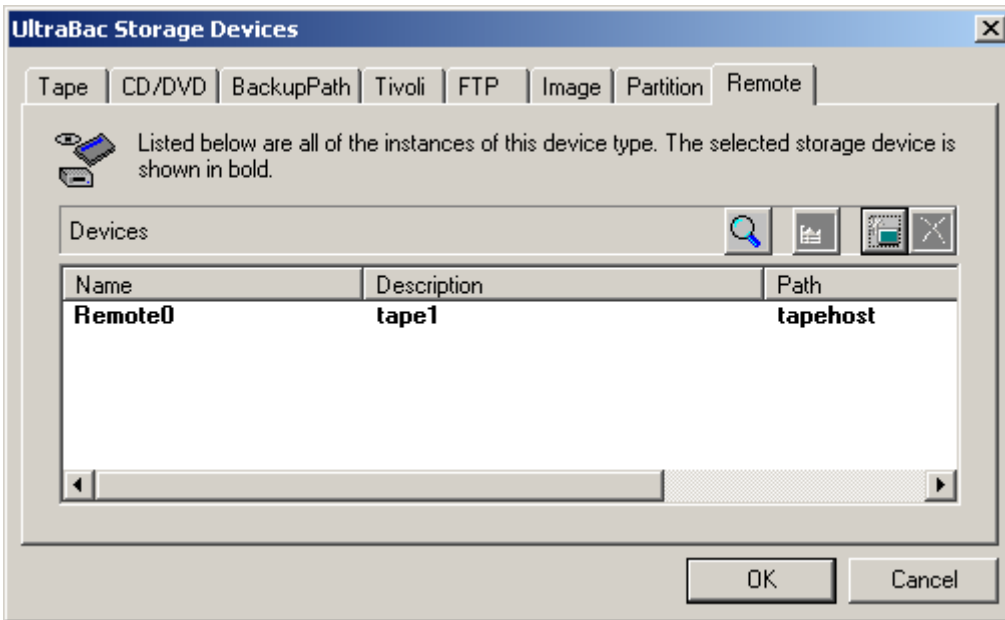 UltraBac Storage Devices
Tape CD/DVD BackupPath Tivoli FTP Image Partition Remote
Listed below are all of the instances of this device type. The selected storage device is
shown in bold.
Devices
Name Description Path
Remote0 tape1 tapehost
OK Cancel